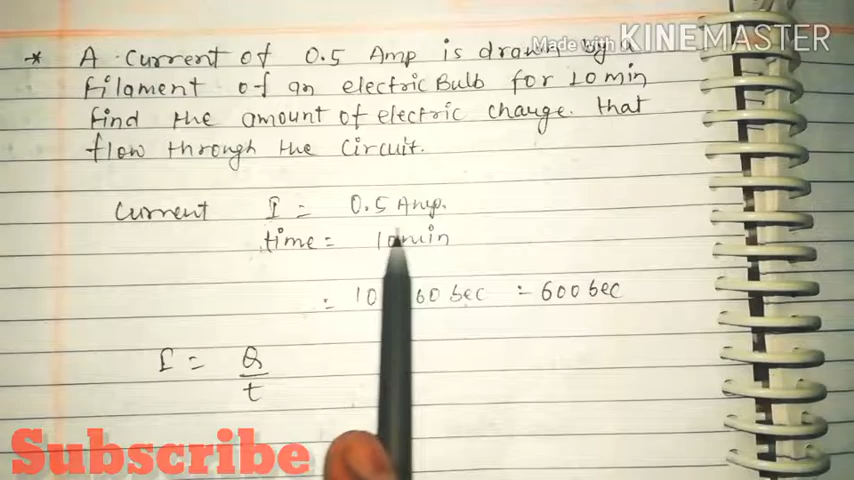 Made with KINEMASTER
* A Current of 0.5 Amp is drawn by a
filament of an electric Bulb for 10 min
find the amount of electric charge. that
flow through the Circuit.
Current I = 0.5 Amp.
time = 10 min
= 10 60 Sec = 600 Sec
I = Q
t
Subscribe